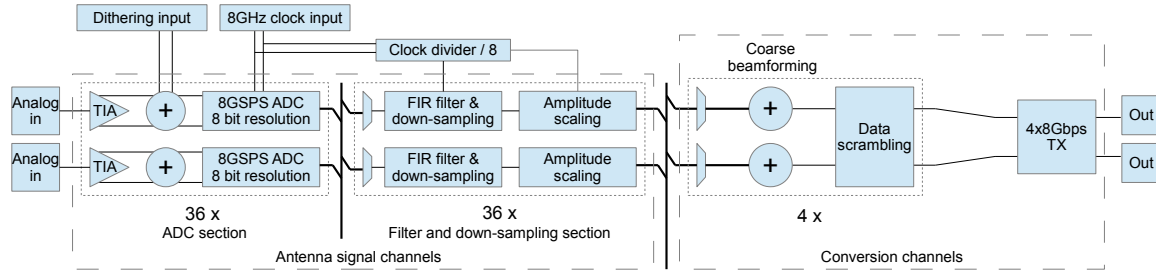 Dithering input
8GHz clock input
Clock divider / 8
Coarse
beamforming
Analog
in
TIA
+
8GSPS ADC
8 bit resolution
FIR filter &
down-sampling
Amplitude
scaling
+
Data
scrambling
4x8Gbps
TX
Out
Analog
in
TIA
+
8GSPS ADC
8 bit resolution
FIR filter &
down-sampling
Amplitude
scaling
+
Out
36 x
ADC section
36 x
Filter and down-sampling section
4 x
Antenna signal channels
Conversion channels